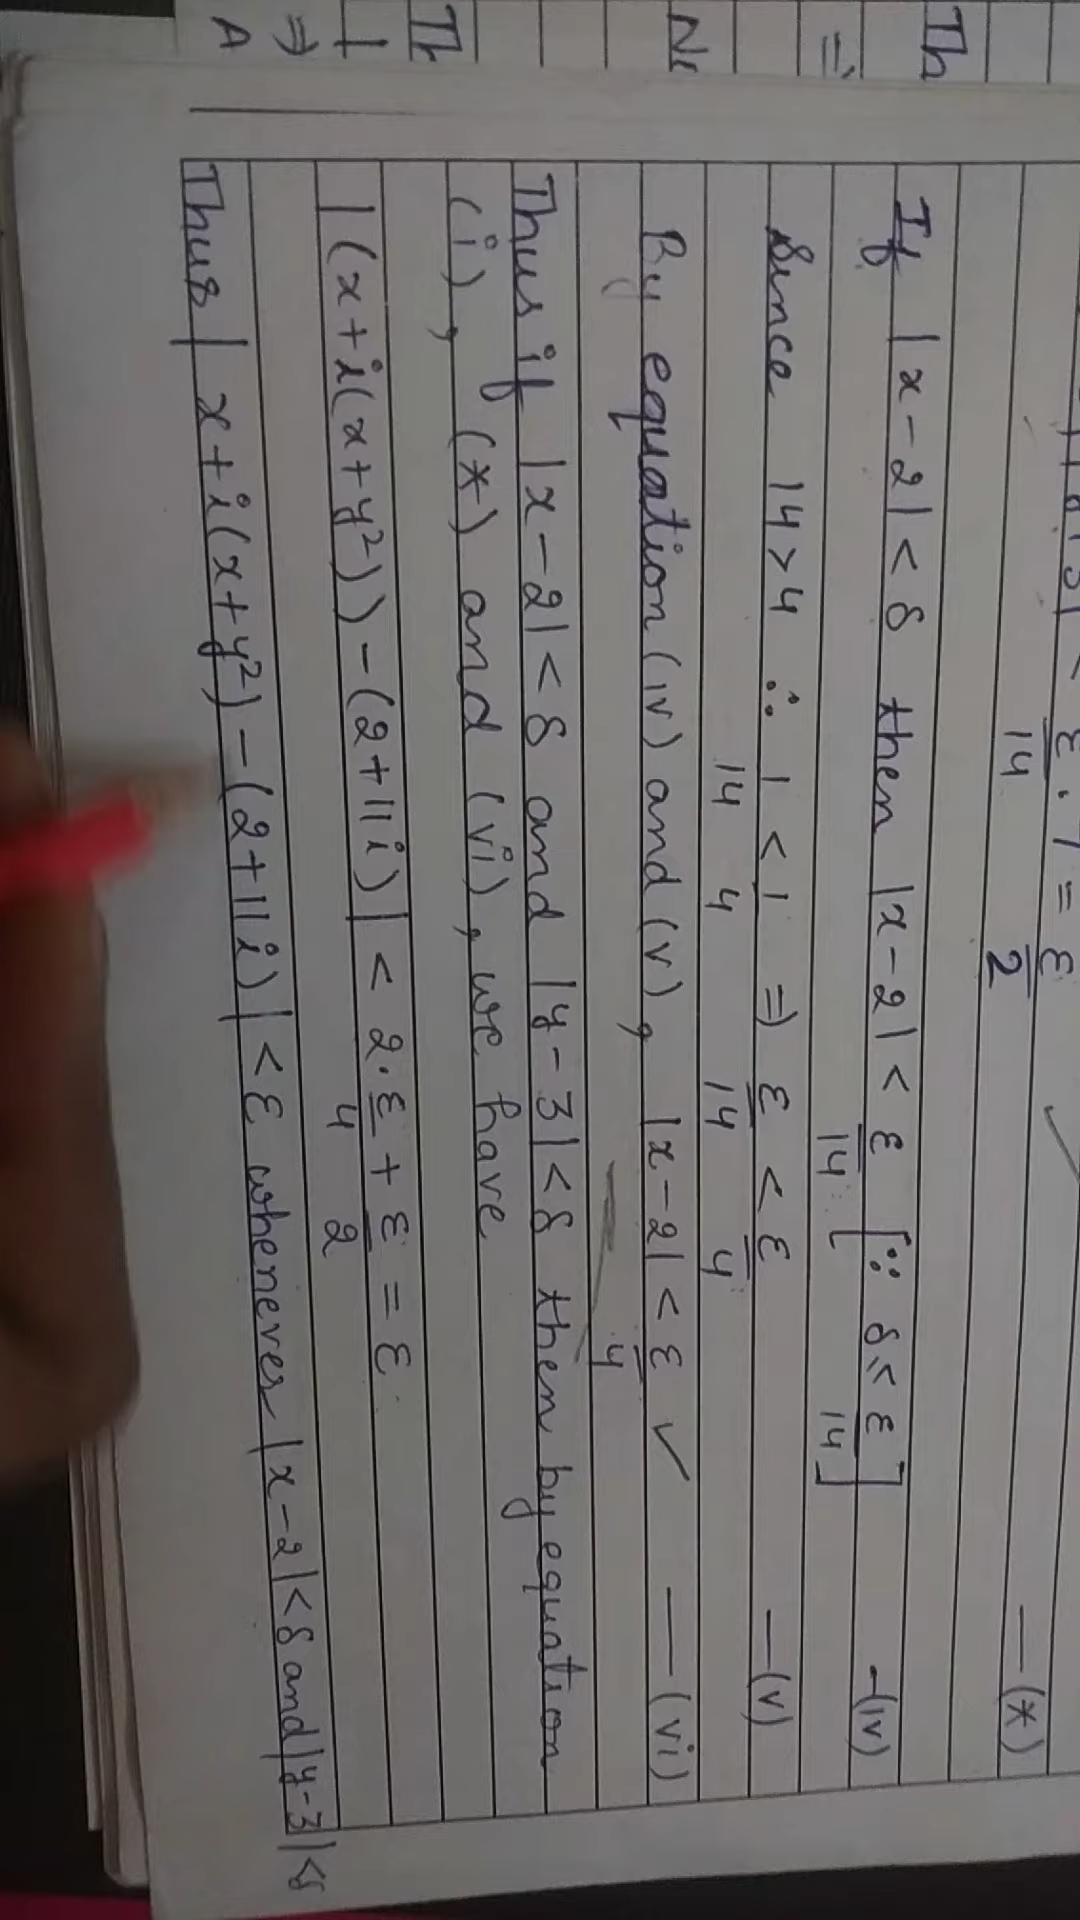 ε/14 . 7 = ε/2 —(*)
If |x-2|<δ then |x-2| < ε/14 [∵ δ≤ ε/14] -(iv)
Since 14>4 ∴ 1/14 < 1/4 ⇒ ε/14 < ε/4 —(v)
By equation (iv) and (v), |x-2| < ε/4 ✓ —(vi)
Thus if |x-2|<δ and |y-3|<δ then by equation
(i), (*) and (vi), we have
|(x+i(x+y²))-(2+11i)| < 2.ε/4 + ε/2 = ε
Thus | x+i(x+y²)-(2+11i)| <ε whenever |x-2|<δ and |y-3|<δ
Th
⇒
Th
⇒
A